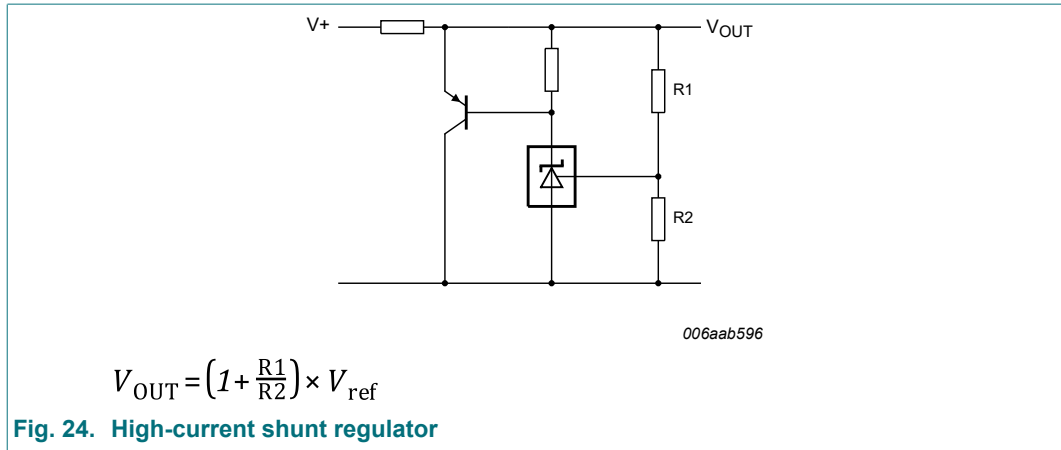 V+
VOUT
R1
R2
006aab596
VOUT = (1 + R1/R2) × Vref
Fig. 24. High-current shunt regulator